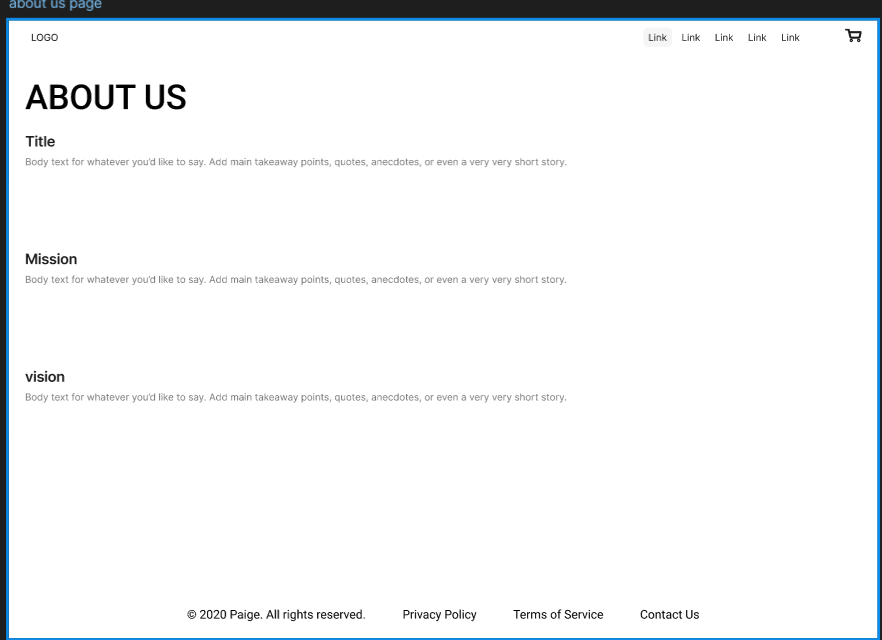 about us page
LOGO Link Link Link Link Link
ABOUT US
Title
Body text for whatever you'd like to say. Add main takeaway points, quotes, anecdotes, or even a very very short story.
Mission
Body text for whatever you'd like to say. Add main takeaway points, quotes, anecdotes, or even a very very short story.
vision
Body text for whatever you'd like to say. Add main takeaway points, quotes, anecdotes, or even a very very short story.
© 2020 Paige. All rights reserved. Privacy Policy Terms of Service Contact Us